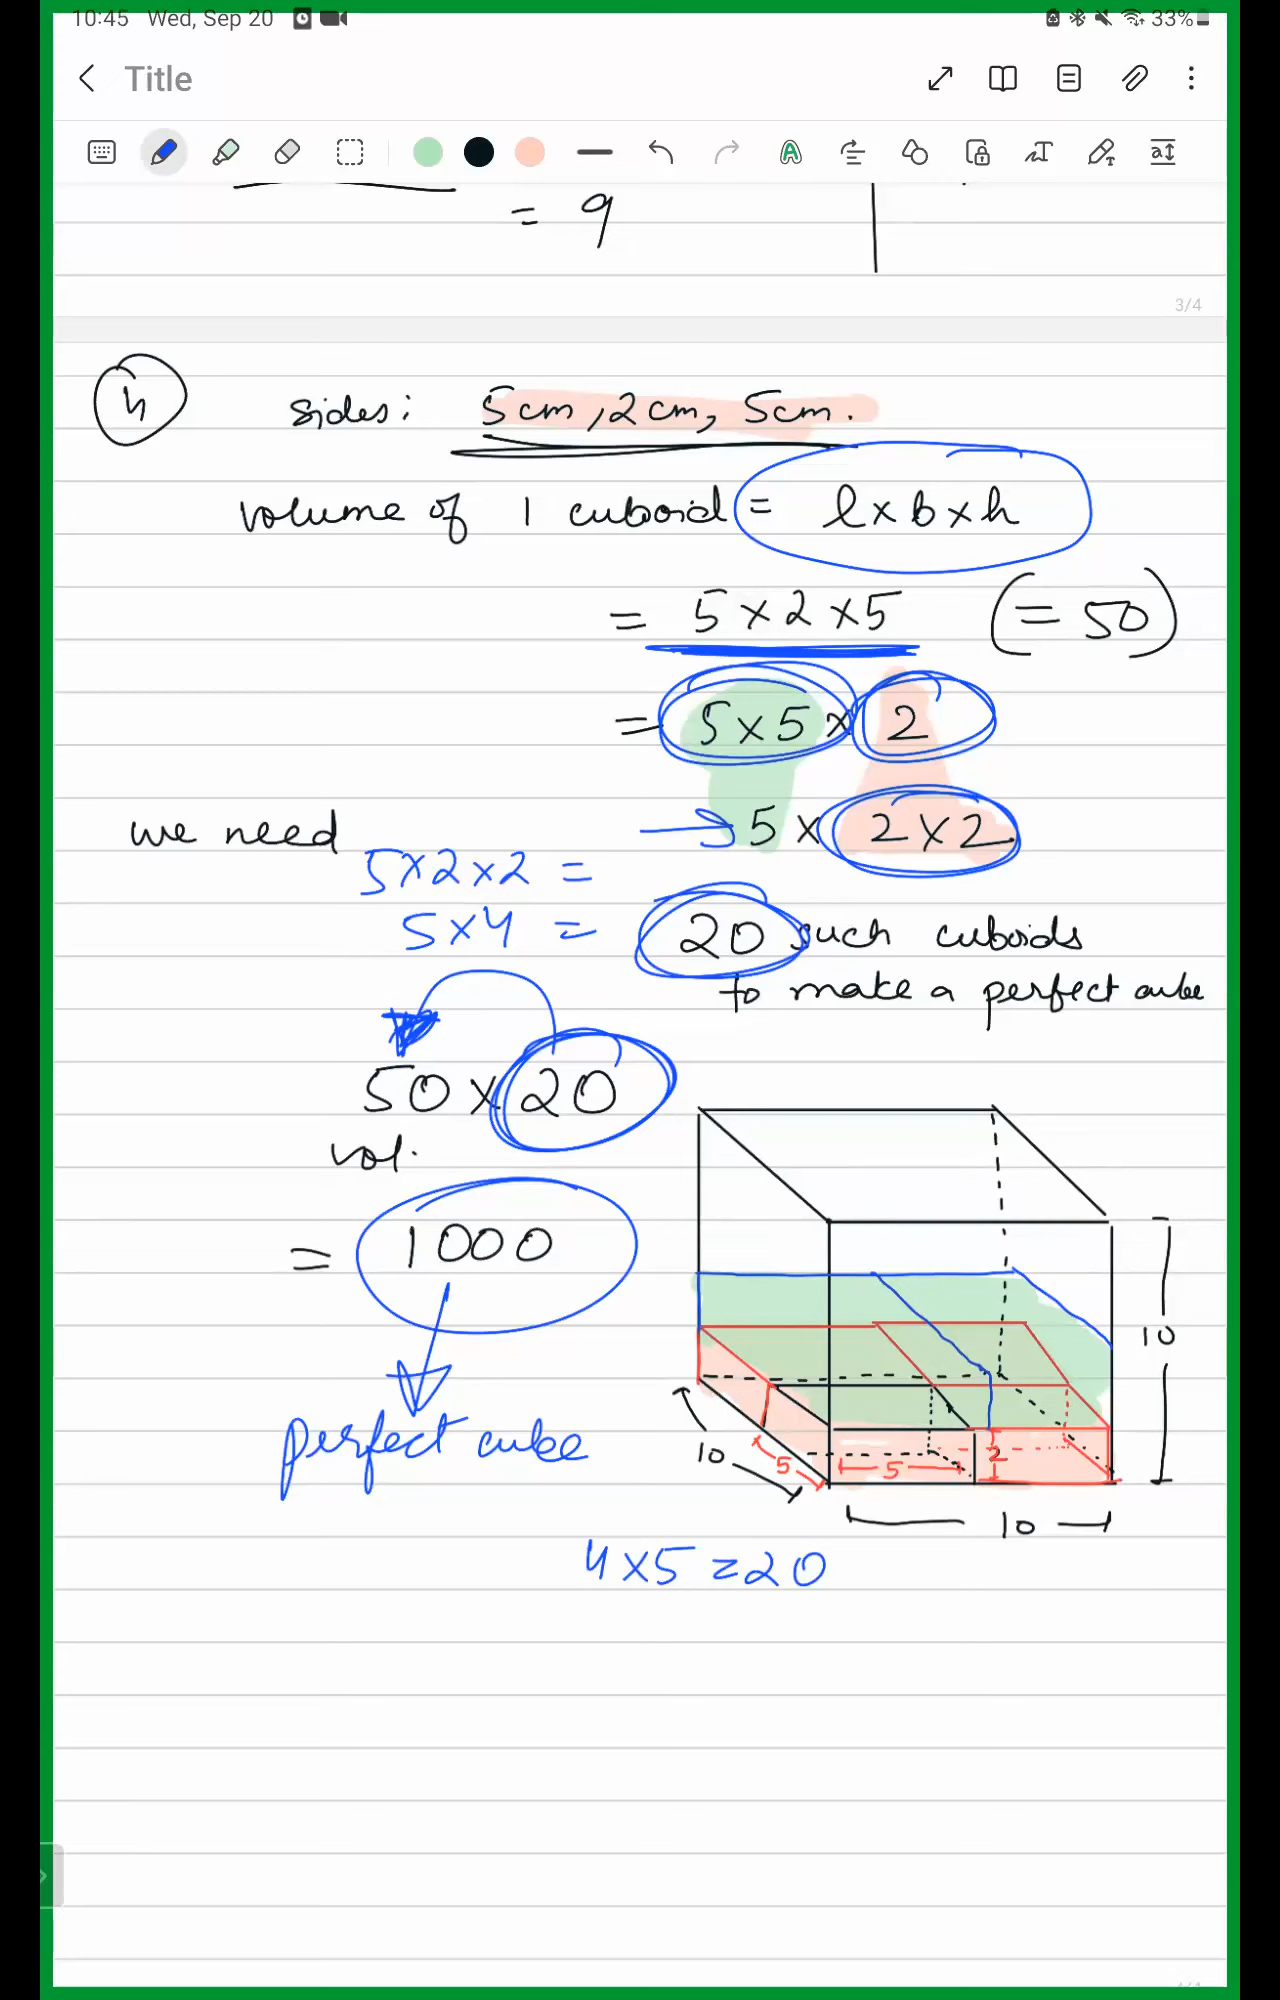 10:45 Wed, Sep 20 33%
Title
= 9
3/4
4 sides: 5cm, 2cm, 5cm.
volume of 1 cuboid = l x b x h
= 5 x 2 x 5 (= 50)
= 5 x 5 x 2
we need → 5 x 2 x 2
5 x 2 x 2 =
5 x 4 = 20 such cuboids
to make a perfect cube
50 x 20
vol.
= 1000
10
perfect cube
10 5 5 2
10
4 x 5 = 20